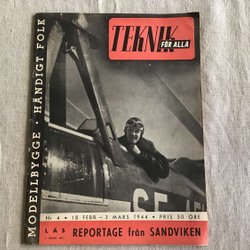 TEKNIK
FÖR ALLA
MODELLBYGGE · HÄNDIGT FOLK
SE-
Nr 4 · 18 FEBR. - 3 MARS 1944 · PRIS 50 ÖRE
LÄS
REPORTAGE från SANDVIKEN